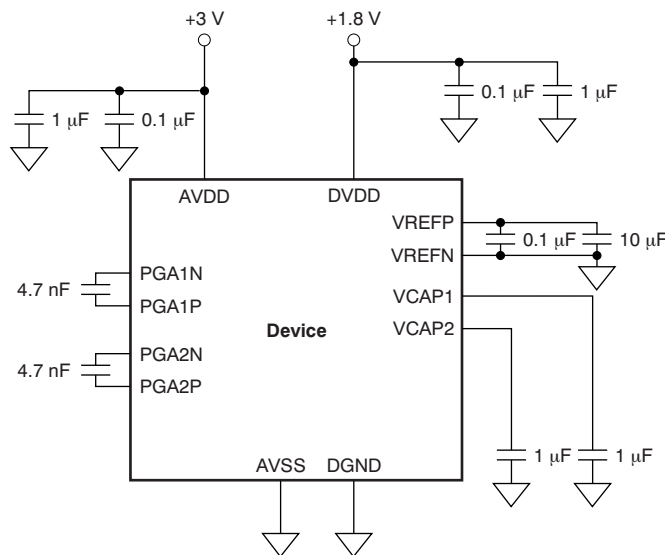 +3 V
+1.8 V
1 μF
0.1 μF
0.1 μF
1 μF
AVDD
DVDD
VREFP
0.1 μF
10 μF
VREFN
PGA1N
4.7 nF
PGA1P
VCAP1
Device
VCAP2
PGA2N
4.7 nF
PGA2P
AVSS
DGND
1 μF
1 μF